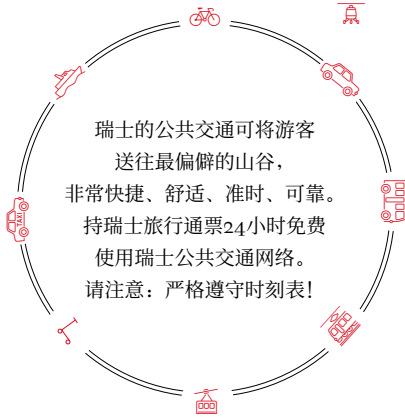 瑞士的公共交通可将游客
送往最偏僻的山谷，
非常快捷、舒适、准时、可靠。
持瑞士旅行通票24小时免费
使用瑞士公共交通网络。
请注意：严格遵守时刻表！
TAXI